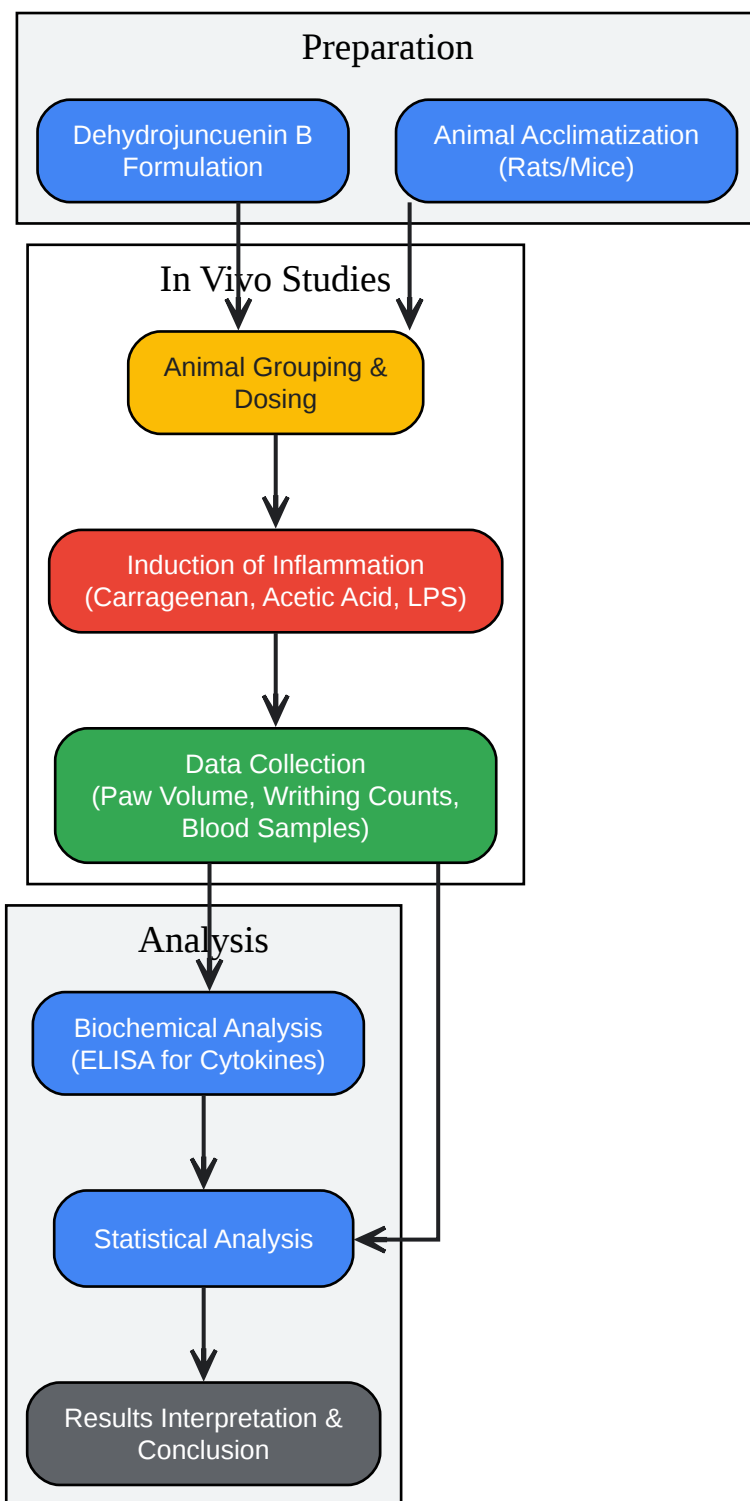 Preparation
Dehydrojuncuenin B
Formulation
Animal Acclimatization
(Rats/Mice)
In Vivo Studies
Animal Grouping &
Dosing
Induction of Inflammation
(Carrageenan, Acetic Acid, LPS)
Data Collection
(Paw Volume, Writhing Counts,
Blood Samples)
Analysis
Biochemical Analysis
(ELISA for Cytokines)
Statistical Analysis
Results Interpretation &
Conclusion